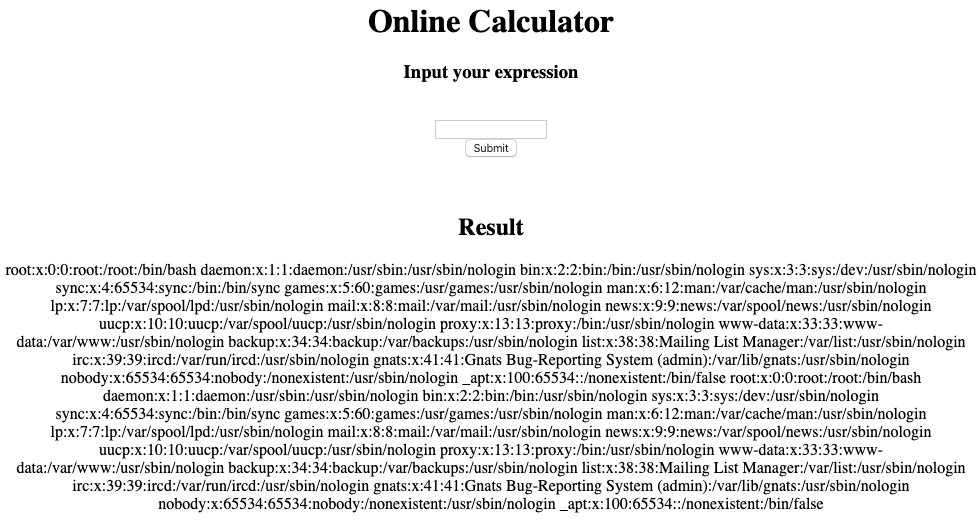 Online Calculator
Input your expression
Submit
Result
root:x:0:0:root:/root:/bin/bash daemon:x:1:1:daemon:/usr/sbin:/usr/sbin/nologin bin:x:2:2:bin:/bin:/usr/sbin/nologin sys:x:3:3:sys:/dev:/usr/sbin/nologin
sync:x:4:65534:sync:/bin:/bin/sync games:x:5:60:games:/usr/games:/usr/sbin/nologin man:x:6:12:man:/var/cache/man:/usr/sbin/nologin
lp:x:7:7:lp:/var/spool/lpd:/usr/sbin/nologin mail:x:8:8:mail:/var/mail:/usr/sbin/nologin news:x:9:9:news:/var/spool/news:/usr/sbin/nologin
uucp:x:10:10:uucp:/var/spool/uucp:/usr/sbin/nologin proxy:x:13:13:proxy:/bin:/usr/sbin/nologin www-data:x:33:33:www-
data:/var/www:/usr/sbin/nologin backup:x:34:34:backup:/var/backups:/usr/sbin/nologin list:x:38:38:Mailing List Manager:/var/list:/usr/sbin/nologin
irc:x:39:39:ircd:/var/run/ircd:/usr/sbin/nologin gnats:x:41:41:Gnats Bug-Reporting System (admin):/var/lib/gnats:/usr/sbin/nologin
nobody:x:65534:65534:nobody:/nonexistent:/usr/sbin/nologin _apt:x:100:65534::/nonexistent:/bin/false root:x:0:0:root:/root:/bin/bash
daemon:x:1:1:daemon:/usr/sbin:/usr/sbin/nologin bin:x:2:2:bin:/bin:/usr/sbin/nologin sys:x:3:3:sys:/dev:/usr/sbin/nologin
sync:x:4:65534:sync:/bin:/bin/sync games:x:5:60:games:/usr/games:/usr/sbin/nologin man:x:6:12:man:/var/cache/man:/usr/sbin/nologin
lp:x:7:7:lp:/var/spool/lpd:/usr/sbin/nologin mail:x:8:8:mail:/var/mail:/usr/sbin/nologin news:x:9:9:news:/var/spool/news:/usr/sbin/nologin
uucp:x:10:10:uucp:/var/spool/uucp:/usr/sbin/nologin proxy:x:13:13:proxy:/bin:/usr/sbin/nologin www-data:x:33:33:www-
data:/var/www:/usr/sbin/nologin backup:x:34:34:backup:/var/backups:/usr/sbin/nologin list:x:38:38:Mailing List Manager:/var/list:/usr/sbin/nologin
irc:x:39:39:ircd:/var/run/ircd:/usr/sbin/nologin gnats:x:41:41:Gnats Bug-Reporting System (admin):/var/lib/gnats:/usr/sbin/nologin
nobody:x:65534:65534:nobody:/nonexistent:/usr/sbin/nologin _apt:x:100:65534::/nonexistent:/bin/false